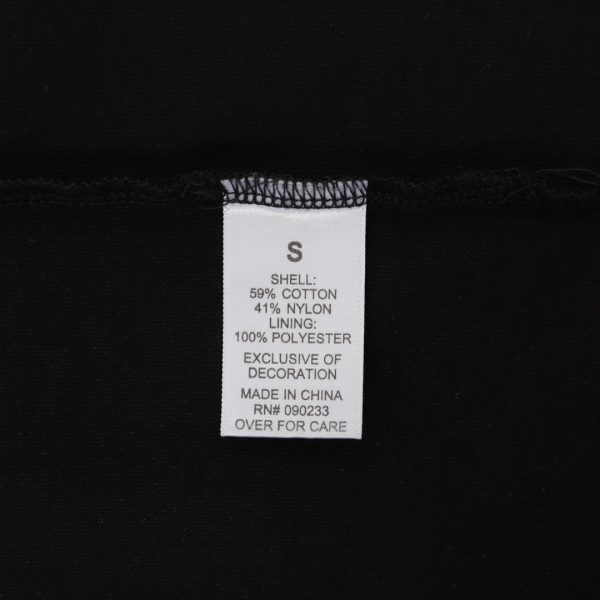 S
SHELL:
59% COTTON
41% NYLON
LINING:
100% POLYESTER
EXCLUSIVE OF
DECORATION
MADE IN CHINA
RN# 090233
OVER FOR CARE